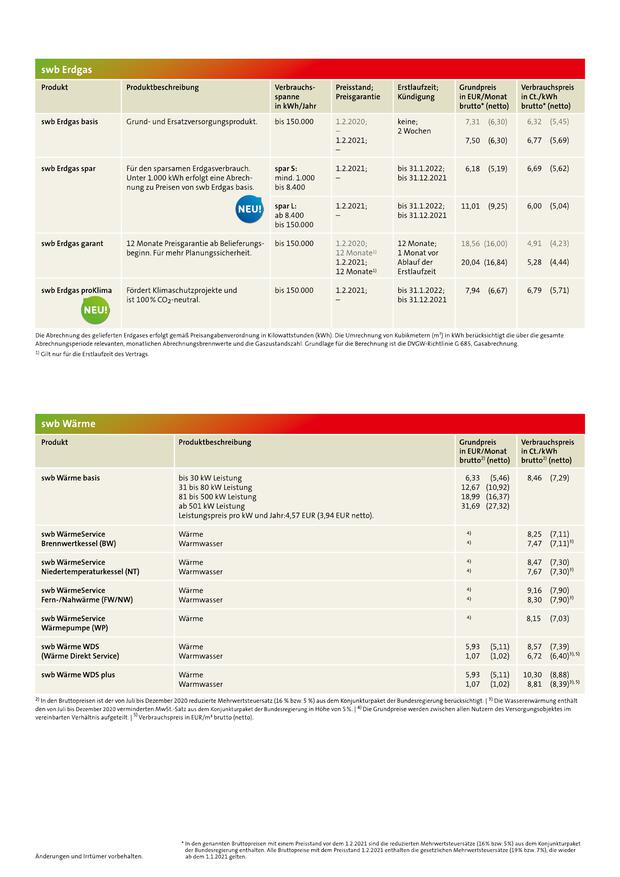 swb Erdgas
Produkt
Produktbeschreibung
Verbrauchs-
spanne
in kWh/Jahr
Preisstand;
Preisgarantie
Erstlaufzeit;
Kündigung
Grundpreis
in EUR/Monat
brutto* (netto)
Verbrauchspreis
in Ct./kWh
brutto* (netto)
swb Erdgas basis
Grund- und Ersatzversorgungsprodukt.
bis 150.000
1.2.2020;
–
1.2.2021;
–
keine;
2 Wochen
7,31 (6,30)
7,50 (6,30)
6,32 (5,45)
6,77 (5,69)
swb Erdgas spar
Für den sparsamen Erdgasverbrauch.
Unter 1.000 kWh erfolgt eine Abrech-
nung zu Preisen von swb Erdgas basis.
NEU!
spar S:
mind. 1.000
bis 8.400
1.2.2021;
–
bis 31.1.2022;
bis 31.12.2021
6,18 (5,19)
6,69 (5,62)
spar L:
ab 8.400
bis 150.000
1.2.2021;
–
bis 31.1.2022;
bis 31.12.2021
11,01 (9,25)
6,00 (5,04)
swb Erdgas garant
12 Monate Preisgarantie ab Belieferungs-
beginn. Für mehr Planungssicherheit.
bis 150.000
1.2.2020;
12 Monate¹⁾
1.2.2021;
12 Monate¹⁾
12 Monate;
1 Monat vor
Ablauf der
Erstlaufzeit
18,56 (16,00)
20,04 (16,84)
4,91 (4,23)
5,28 (4,44)
swb Erdgas proKlima
NEU!
Fördert Klimaschutzprojekte und
ist 100 % CO₂-neutral.
bis 150.000
1.2.2021;
–
bis 31.1.2022;
bis 31.12.2021
7,94 (6,67)
6,79 (5,71)
Die Abrechnung des gelieferten Erdgases erfolgt gemäß Preisangabenverordnung in Kilowattstunden (kWh). Die Umrechnung von Kubikmetern (m³) in kWh berücksichtigt die über die gesamte
Abrechnungsperiode relevanten, monatlichen Abrechnungsbrennwerte und die Gaszustandszahl. Grundlage für die Berechnung ist die DVGW-Richtlinie G 685, Gasabrechnung.
¹⁾ Gilt nur für die Erstlaufzeit des Vertrags.
swb Wärme
Produkt
Produktbeschreibung
Grundpreis
in EUR/Monat
brutto²⁾ (netto)
Verbrauchspreis
in Ct./kWh
brutto²⁾ (netto)
swb Wärme basis
bis 30 kW Leistung
31 bis 80 kW Leistung
81 bis 500 kW Leistung
ab 501 kW Leistung
Leistungspreis pro kW und Jahr:4,57 EUR (3,94 EUR netto).
6,33 (5,46)
12,67 (10,92)
18,99 (16,37)
31,69 (27,32)
8,46 (7,29)
swb WärmeService
Brennwertkessel (BW)
Wärme
Warmwasser
⁴⁾
⁴⁾
8,25 (7,11)
7,47 (7,11)³⁾
swb WärmeService
Niedertemperaturkessel (NT)
Wärme
Warmwasser
⁴⁾
⁴⁾
8,47 (7,30)
7,67 (7,30)³⁾
swb WärmeService
Fern-/Nahwärme (FW/NW)
Wärme
Warmwasser
⁴⁾
⁴⁾
9,16 (7,90)
8,30 (7,90)³⁾
swb WärmeService
Wärmepumpe (WP)
Wärme
⁴⁾
8,15 (7,03)
swb Wärme WDS
(Wärme Direkt Service)
Wärme
Warmwasser
5,93 (5,11)
1,07 (1,02)
8,57 (7,39)
6,72 (6,40)³⁾,⁵⁾
swb Wärme WDS plus
Wärme
Warmwasser
5,93 (5,11)
1,07 (1,02)
10,30 (8,88)
8,81 (8,39)³⁾,⁵⁾
²⁾ In den Bruttopreisen ist der von Juli bis Dezember 2020 reduzierte Mehrwertsteuersatz (16 % bzw. 5 %) aus dem Konjunkturpaket der Bundesregierung berücksichtigt. | ³⁾ Die Wassererwärmung enthält
den von Juli bis Dezember 2020 verminderten MwSt.-Satz aus dem Konjunkturpaket der Bundesregierung in Höhe von 5 %. | ⁴⁾ Die Grundpreise werden zwischen allen Nutzern des Versorgungsobjektes im
vereinbarten Verhältnis aufgeteilt. | ⁵⁾ Verbrauchspreis in EUR/m³ brutto (netto).
Änderungen und Irrtümer vorbehalten.
* In den genannten Bruttopreisen mit einem Preisstand vor dem 1.2.2021 sind die reduzierten Mehrwertsteuersätze (16% bzw. 5%) aus dem Konjunkturpaket
der Bundesregierung enthalten. Alle Bruttopreise mit dem Preisstand 1.2.2021 enthalten die gesetzlichen Mehrwertsteuersätze (19% bzw. 7%), die wieder
ab dem 1.1.2021 gelten.